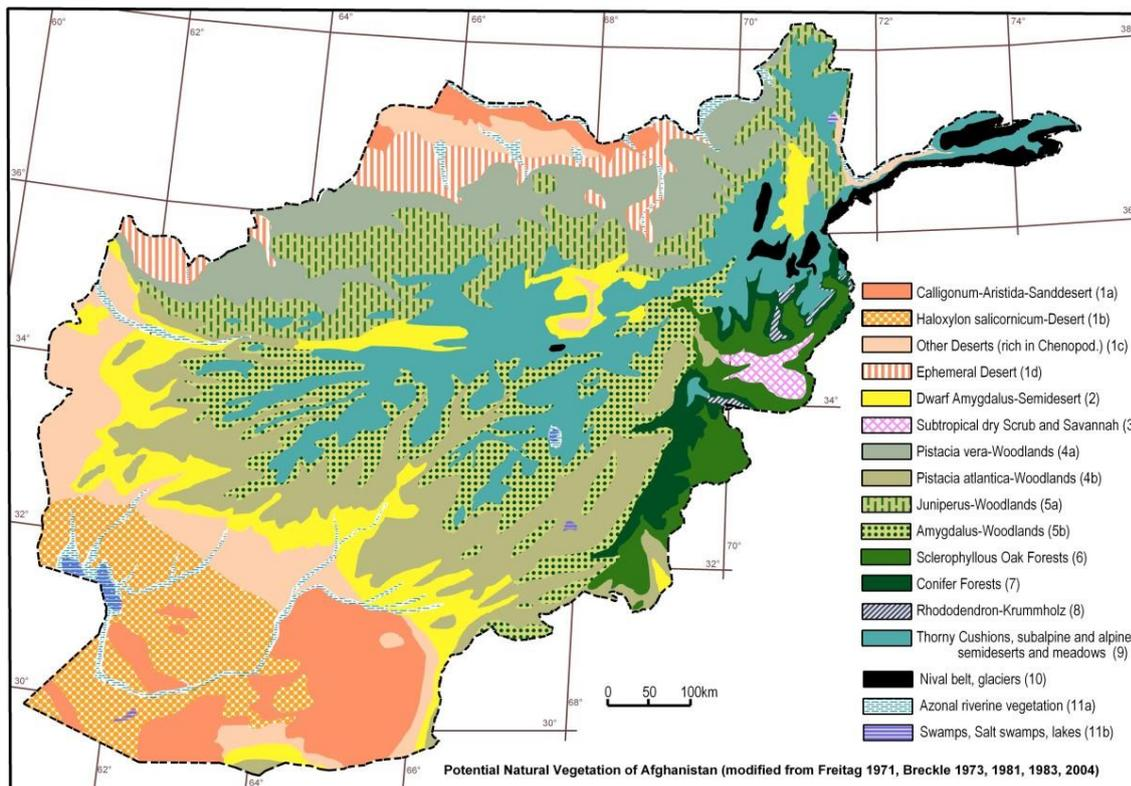 60°
62°
64°
66°
68°
70°
72°
74°
38°
36°
36°
34°
34°
32°
32°
30°
30°
70°
68°
66°
64°
62°
Calligonum-Aristida-Sanddesert (1a)
Haloxylon salicornicum-Desert (1b)
Other Deserts (rich in Chenopod.) (1c)
Ephemeral Desert (1d)
Dwarf Amygdalus-Semidesert (2)
Subtropical dry Scrub and Savannah (3
Pistacia vera-Woodlands (4a)
Pistacia atlantica-Woodlands (4b)
Juniperus-Woodlands (5a)
Amygdalus-Woodlands (5b)
Sclerophyllous Oak Forests (6)
Conifer Forests (7)
Rhododendron-Krummholz (8)
Thorny Cushions, subalpine and alpine
semideserts and meadows (9)
Nival belt, glaciers (10)
Azonal riverine vegetation (11a)
Swamps, Salt swamps, lakes (11b)
0 50 100km
Potential Natural Vegetation of Afghanistan (modified from Freitag 1971, Breckle 1973, 1981, 1983, 2004)